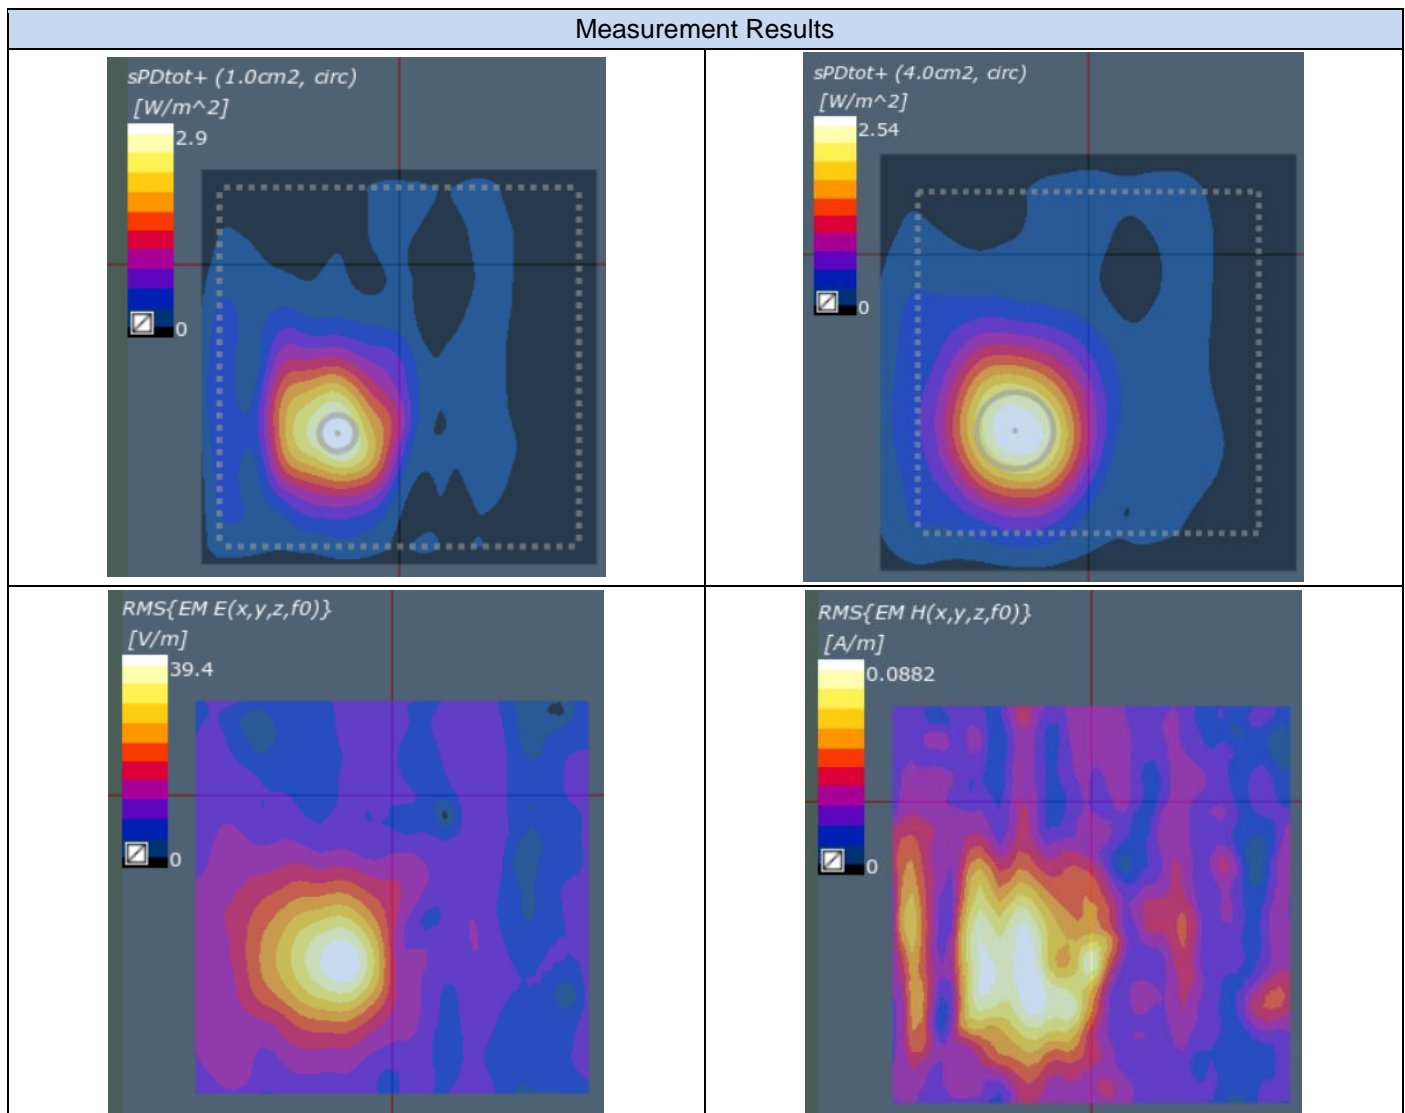 Measurement Results
sPDtot+ (1.0cm2, circ)
[W/m^2]
2.9
0
sPDtot+ (4.0cm2, circ)
[W/m^2]
2.54
0
RMS{EM E(x,y,z,f0)}
[V/m]
39.4
0
RMS{EM H(x,y,z,f0)}
[A/m]
0.0882
0